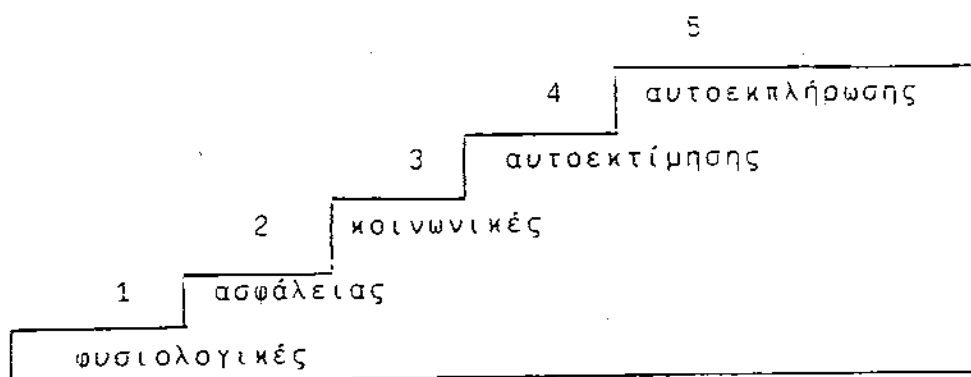 5
4 αυτοεκπλήρωσης
3 αυτοεκτίμησης
2 κοινωνικές
1 ασφάλειας
φυσιολογικές